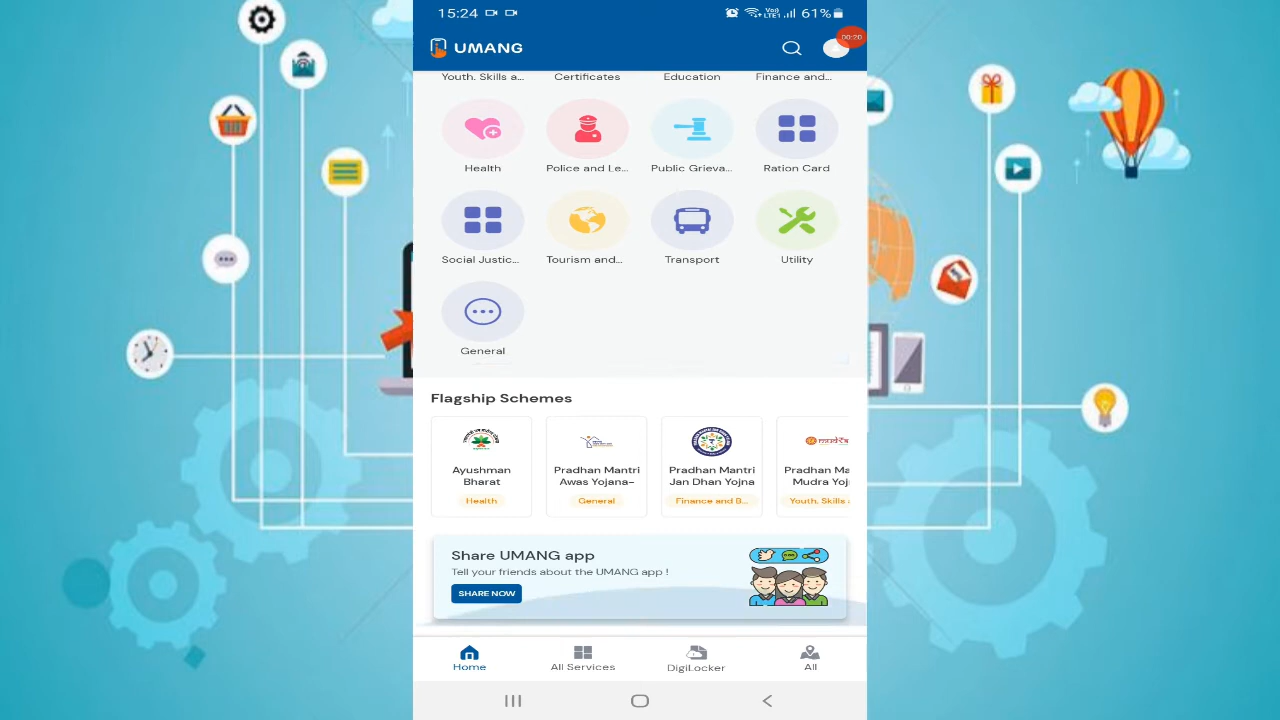 15:24
61%
00:20
UMANG
Youth, Skills a...
Certificates
Education
Finance and...
Health
Police and Le...
Public Grieva...
Ration Card
Social Justic...
Tourism and...
Transport
Utility
General
Flagship Schemes
Ayushman
Bharat
Health
Pradhan Mantri
Awas Yojana-
General
Pradhan Mantri
Jan Dhan Yojna
Finance and B...
Pradhan Ma
Mudra Yoj
Youth, Skills
Share UMANG app
Tell your friends about the UMANG app !
SHARE NOW
Home
All Services
DigiLocker
All